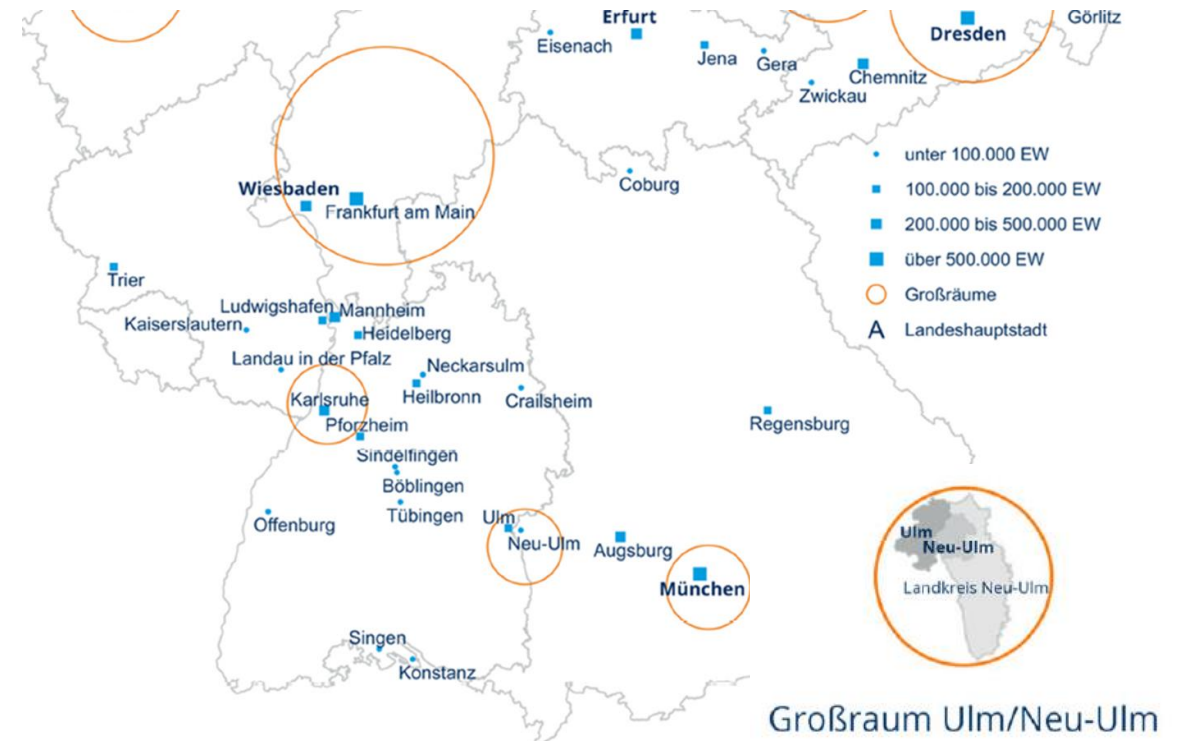 Erfurt
Eisenach
Jena
Gera
Zwickau
Chemnitz
Dresden
Görlitz
Coburg
Wiesbaden
Frankfurt am Main
Trier
Ludwigshafen
Mannheim
Kaiserslautern
Heidelberg
Landau in der Pfalz
Neckarsulm
Heilbronn
Crailsheim
Karlsruhe
Pforzheim
Regensburg
Sindelfingen
Böblingen
Tübingen
Offenburg
Ulm
Neu-Ulm
Augsburg
München
Singen
Konstanz
unter 100.000 EW
100.000 bis 200.000 EW
200.000 bis 500.000 EW
über 500.000 EW
Großräume
A Landeshauptstadt
Ulm
Neu-Ulm
Landkreis Neu-Ulm
Großraum Ulm/Neu-Ulm